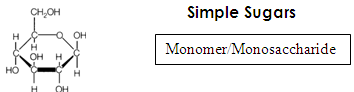 CH₂OH
Simple Sugars
C O OH
H H
C OH H C
HO C C H
H OH
Monomer/Monosaccharide